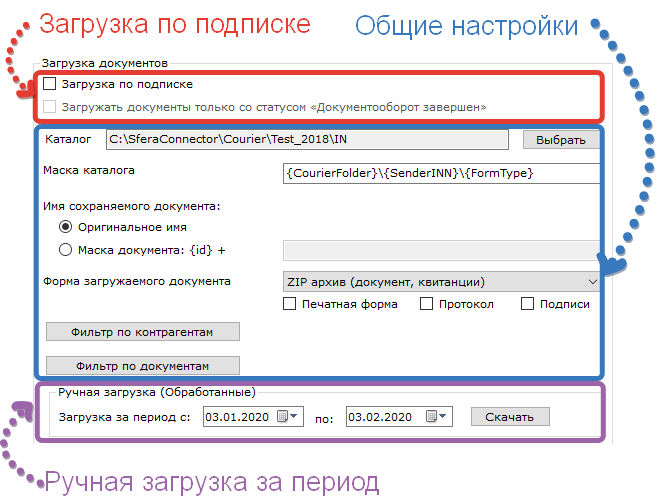 Загрузка по подписке
Общие настройки
Загрузка документов
Загрузка по подписке
Загружать документы только со статусом «Документооборот завершен»
Каталог C:\SferaConnector\Courier\Test_2018\IN Выбрать
Маска каталога {CourierFolder}\{SenderINN}\{FormType}
Имя сохраняемого документа:
Оригинальное имя
Маска документа: {id} +
Форма загружаемого документа ZIP архив (документ, квитанции)
Печатная форма Протокол Подписи
Фильтр по контрагентам
Фильтр по документам
Ручная загрузка (Обработанные)
Загрузка за период с: 03.01.2020 по: 03.02.2020 Скачать
Ручная загрузка за период